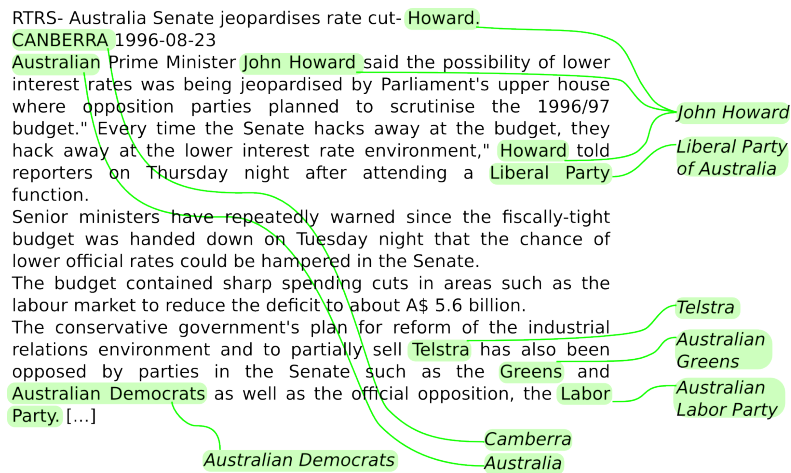 RTRS- Australia Senate jeopardises rate cut- Howard.
CANBERRA 1996-08-23
Australian Prime Minister John Howard said the possibility of lower
interest rates was being jeopardised by Parliament's upper house
where opposition parties planned to scrutinise the 1996/97
budget." Every time the Senate hacks away at the budget, they
hack away at the lower interest rate environment," Howard told
reporters on Thursday night after attending a Liberal Party
function.
Senior ministers have repeatedly warned since the fiscally-tight
budget was handed down on Tuesday night that the chance of
lower official rates could be hampered in the Senate.
The budget contained sharp spending cuts in areas such as the
labour market to reduce the deficit to about A$ 5.6 billion.
The conservative government's plan for reform of the industrial
relations environment and to partially sell Telstra has also been
opposed by parties in the Senate such as the Greens and
Australian Democrats as well as the official opposition, the Labor
Party. [...]
John Howard
Liberal Party
of Australia
Telstra
Australian
Greens
Australian
Labor Party
Camberra
Australia
Australian Democrats